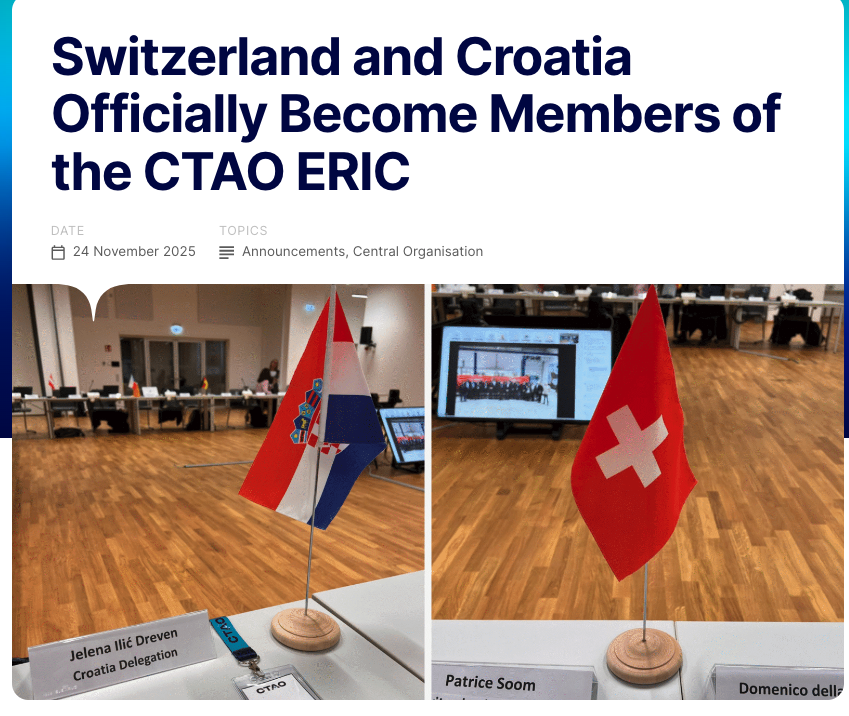 Switzerland and Croatia
Officially Become Members of
the CTAO ERIC
DATE
TOPICS
24 November 2025
Announcements, Central Organisation
Jelena Ilić Dreven
Croatia Delegation
CTAO
CTAO
Patrice Soom
Domenico della